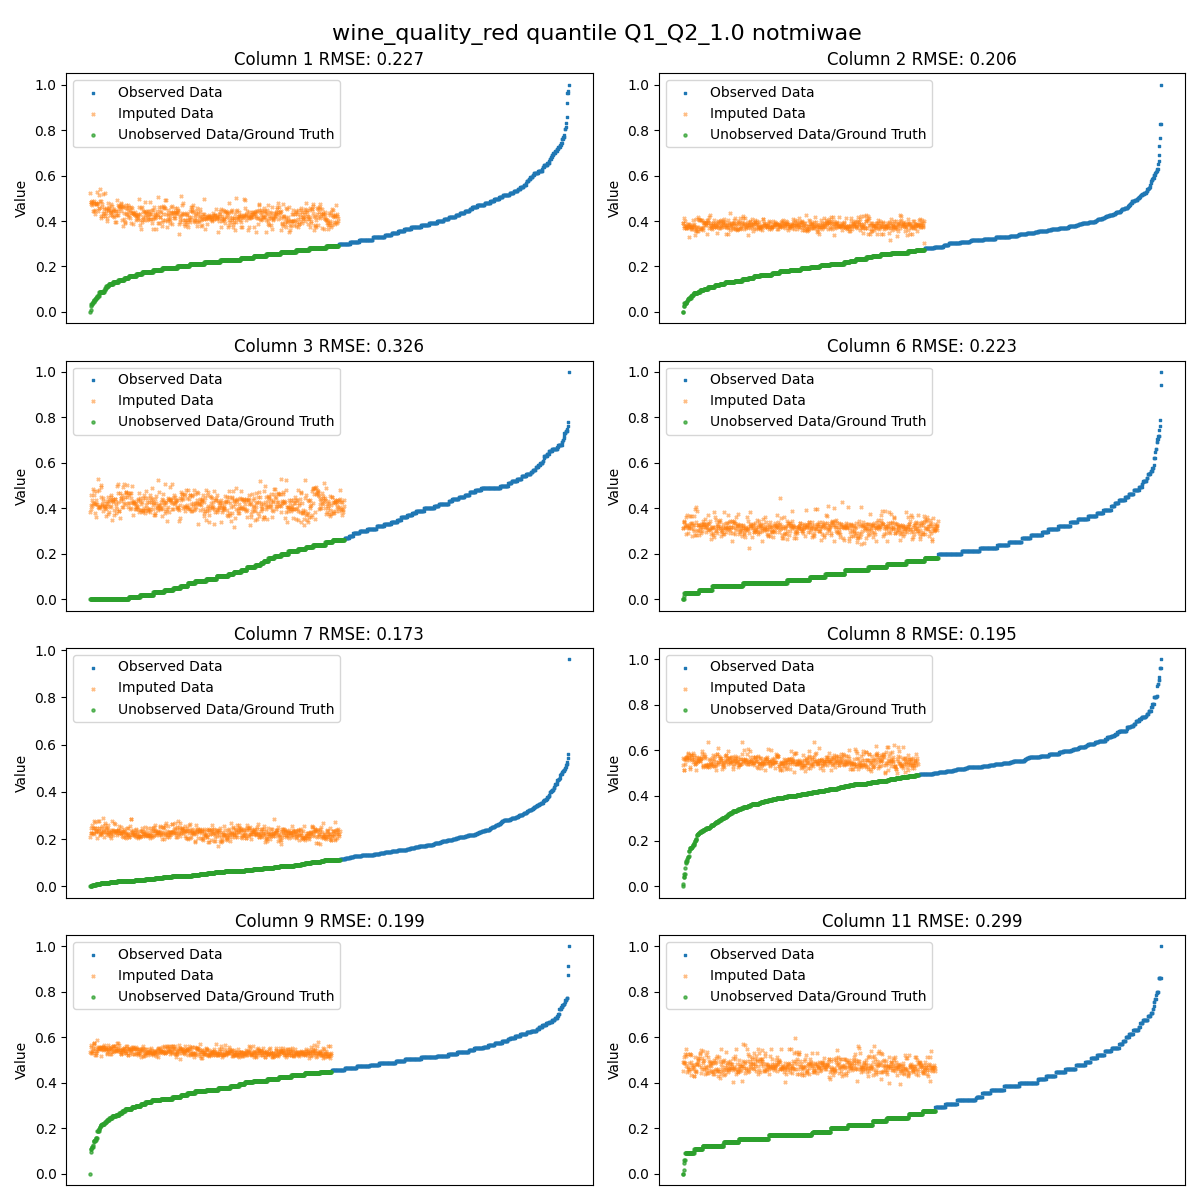 wine_quality_red quantile Q1_Q2_1.0 notmiwae
Column 1 RMSE: 0.227
1.0
0.8
0.6
0.4
0.2
0.0
Value
Observed Data
Imputed Data
Unobserved Data/Ground Truth
Column 2 RMSE: 0.206
1.0
0.8
0.6
0.4
0.2
0.0
Value
Observed Data
Imputed Data
Unobserved Data/Ground Truth
Column 3 RMSE: 0.326
1.0
0.8
0.6
0.4
0.2
0.0
Value
Observed Data
Imputed Data
Unobserved Data/Ground Truth
Column 6 RMSE: 0.223
1.0
0.8
0.6
0.4
0.2
0.0
Value
Observed Data
Imputed Data
Unobserved Data/Ground Truth
Column 7 RMSE: 0.173
1.0
0.8
0.6
0.4
0.2
0.0
Value
Observed Data
Imputed Data
Unobserved Data/Ground Truth
Column 8 RMSE: 0.195
1.0
0.8
0.6
0.4
0.2
0.0
Value
Observed Data
Imputed Data
Unobserved Data/Ground Truth
Column 9 RMSE: 0.199
1.0
0.8
0.6
0.4
0.2
0.0
Value
Observed Data
Imputed Data
Unobserved Data/Ground Truth
Column 11 RMSE: 0.299
1.0
0.8
0.6
0.4
0.2
0.0
Value
Observed Data
Imputed Data
Unobserved Data/Ground Truth